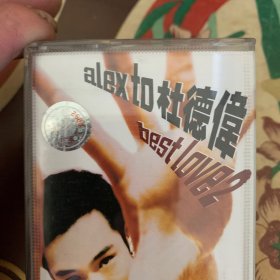 alex to 杜德偉
best love2